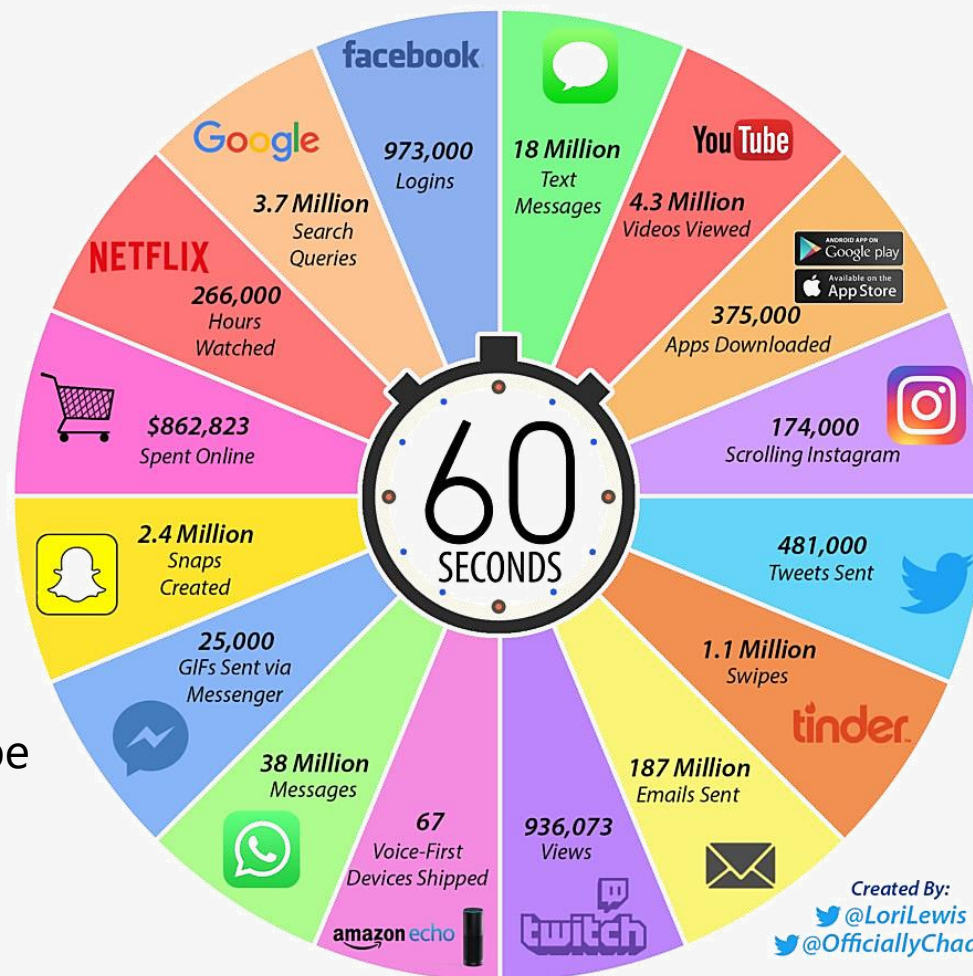 facebook
973,000
Logins
18 Million
Text
Messages
YouTube
4.3 Million
Videos Viewed
ANDROID APP ON
Google play
Available on the
App Store
375,000
Apps Downloaded
174,000
Scrolling Instagram
481,000
Tweets Sent
1.1 Million
Swipes
tinder
187 Million
Emails Sent
936,073
Views
twitch
67
Voice-First
Devices Shipped
amazon echo
38 Million
Messages
25,000
GIFs Sent via
Messenger
2.4 Million
Snaps
Created
$862,823
Spent Online
NETFLIX
266,000
Hours
Watched
Google
3.7 Million
Search
Queries
60
SECONDS
Created By:
@LoriLewis